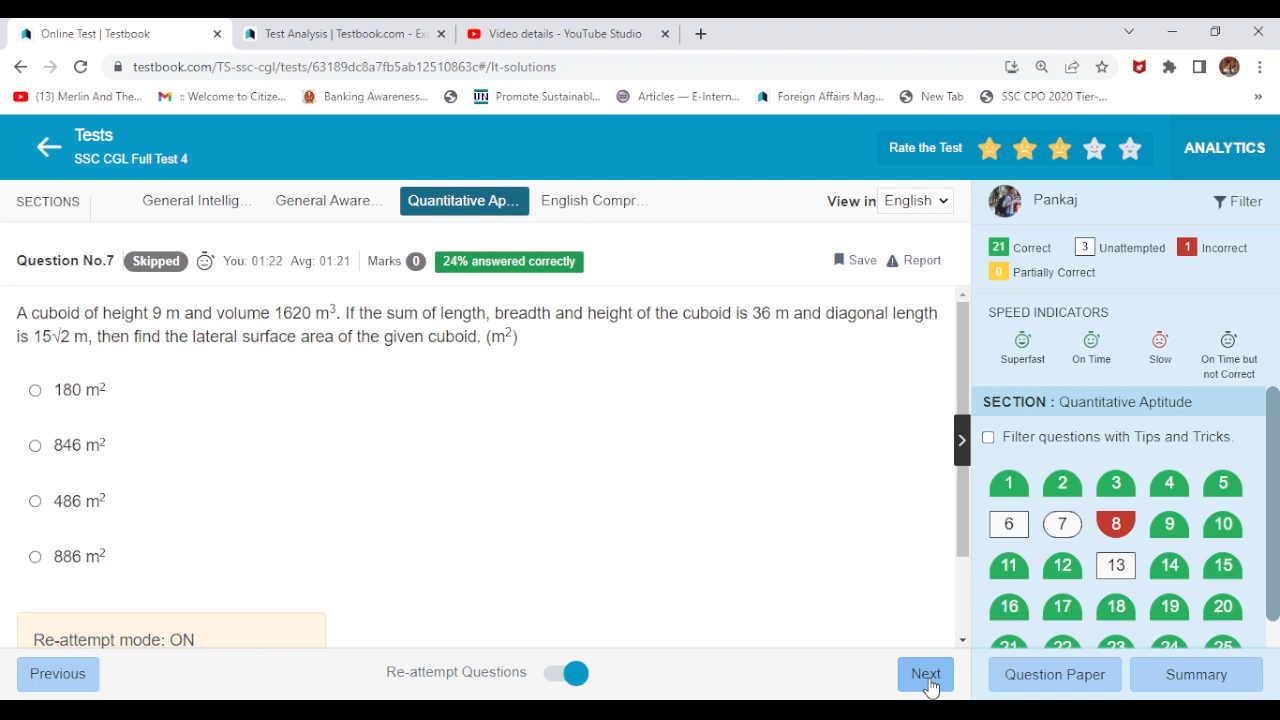 Online Test | Testbook
Test Analysis | Testbook.com - Ex
Video details - YouTube Studio
testbook.com/TS-ssc-cgl/tests/63189dc8a7fb5ab12510863c#/lt-solutions
(13) Merlin And The...
:: Welcome to Citize...
Banking Awareness...
UN Promote Sustainabl...
Articles — E-Intern...
Foreign Affairs Mag...
New Tab
SSC CPO 2020 Tier-...
»
Tests
SSC CGL Full Test 4
Rate the Test
ANALYTICS
SECTIONS
General Intellig...
General Aware...
Quantitative Ap...
English Compr...
View in English
Pankaj
Filter
Question No.7 Skipped You: 01:22 Avg: 01:21 Marks 0 24% answered correctly
Save Report
21 Correct 3 Unattempted 1 Incorrect
0 Partially Correct
A cuboid of height 9 m and volume 1620 m³. If the sum of length, breadth and height of the cuboid is 36 m and diagonal length
is 15√2 m, then find the lateral surface area of the given cuboid. (m²)
180 m²
846 m²
486 m²
886 m²
Re-attempt mode: ON
SPEED INDICATORS
Superfast
On Time
Slow
On Time but
not Correct
SECTION : Quantitative Aptitude
Filter questions with Tips and Tricks.
1 2 3 4 5
6 7 8 9 10
11 12 13 14 15
16 17 18 19 20
21 22 23 24 25
Previous
Re-attempt Questions
Next
Question Paper
Summary